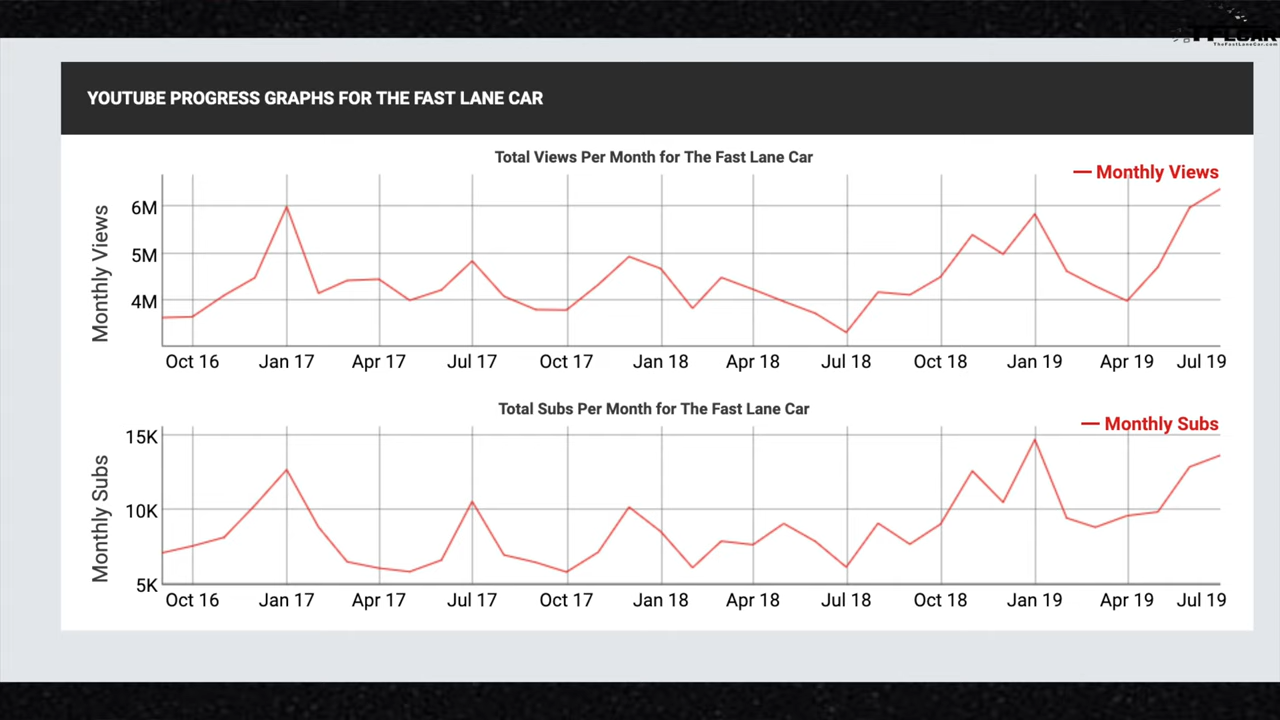 TheFastLaneCar.com
YOUTUBE PROGRESS GRAPHS FOR THE FAST LANE CAR
Total Views Per Month for The Fast Lane Car
Monthly Views
Monthly Views
6M
5M
4M
Oct 16 Jan 17 Apr 17 Jul 17 Oct 17 Jan 18 Apr 18 Jul 18 Oct 18 Jan 19 Apr 19 Jul 19
Total Subs Per Month for The Fast Lane Car
Monthly Subs
Monthly Subs
15K
10K
5K
Oct 16 Jan 17 Apr 17 Jul 17 Oct 17 Jan 18 Apr 18 Jul 18 Oct 18 Jan 19 Apr 19 Jul 19